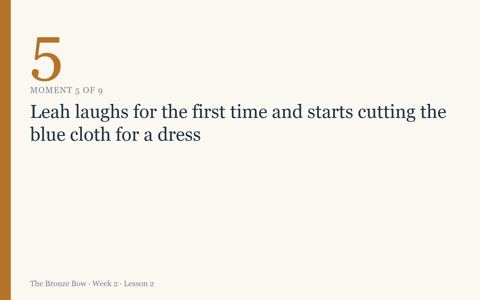 5
MOMENT 5 OF 9
Leah laughs for the first time and starts cutting the
blue cloth for a dress
The Bronze Bow · Week 2 · Lesson 2